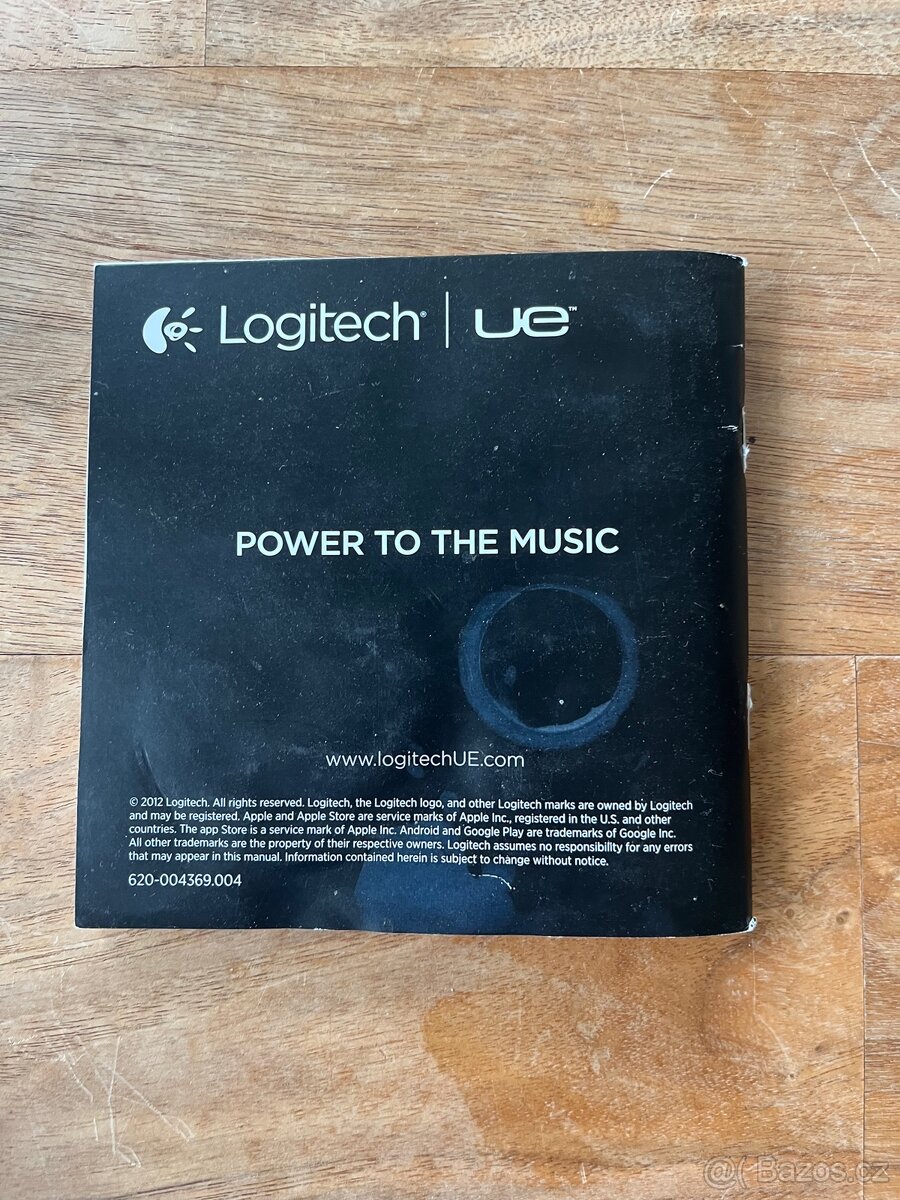 Logitech® | UE™
POWER TO THE MUSIC
www.logitechUE.com
© 2012 Logitech. All rights reserved. Logitech, the Logitech logo, and other Logitech marks are owned by Logitech
and may be registered. Apple and Apple Store are service marks of Apple Inc., registered in the U.S. and other
countries. The app Store is a service mark of Apple Inc. Android and Google Play are trademarks of Google Inc.
All other trademarks are the property of their respective owners. Logitech assumes no responsibility for any errors
that may appear in this manual. Information contained herein is subject to change without notice.
620-004369.004
@( Bazos.cz